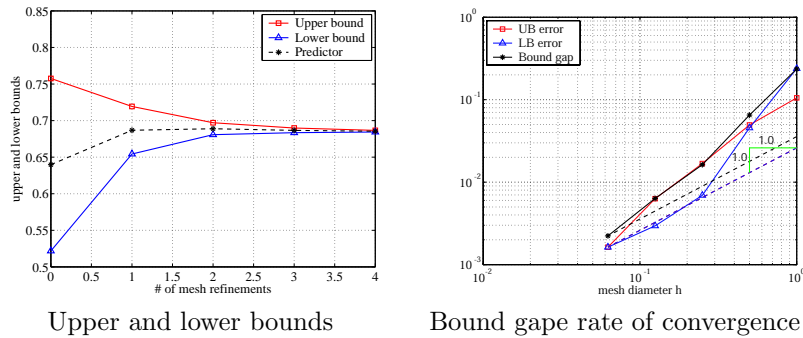 0.85
0.8
0.75
0.7
0.65
0.6
0.55
0.5
upper and lower bounds
0 0.5 1 1.5 2 2.5 3 3.5 4
# of mesh refinements
Upper bound
Lower bound
Predictor
Upper and lower bounds
10^0
10^-1
10^-2
10^-3
UB error
LB error
Bound gap
1.0
1.0
10^-2 10^-1 10^0
mesh diameter h
Bound gape rate of convergence